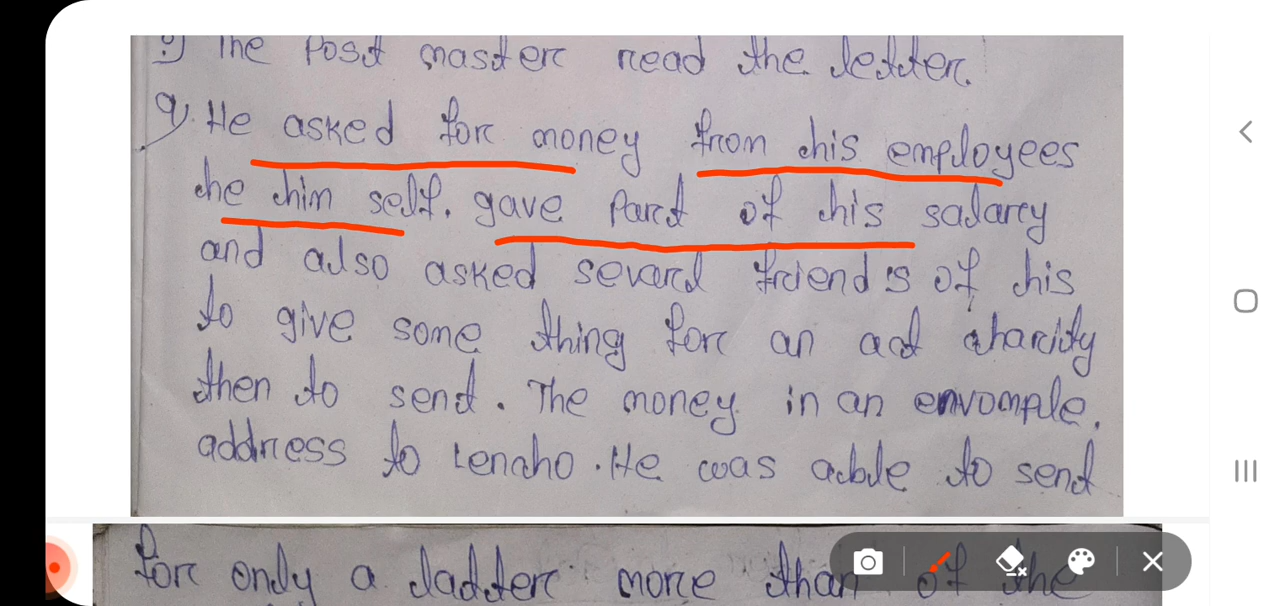 8) The Post master read the letter.
9. He asked for money from his employees
he him self. gave Part of his salary
and also asked several friend's of his
to give some thing for an act charity
then to send. The money in an envomple.
address to Lencho. He was able to send
for only a ladter more than of the